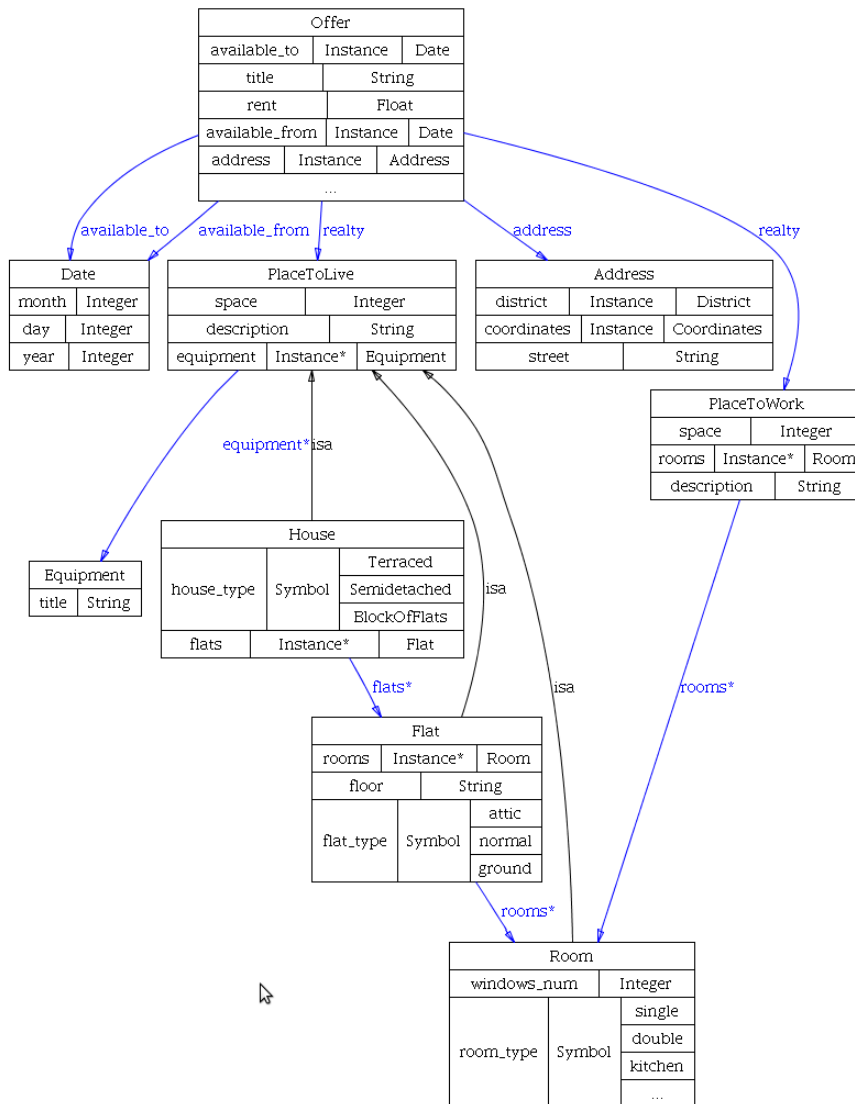 Offer
available_to Instance Date
title String
rent Float
available_from Instance Date
address Instance Address
...
available_to available_from realty address realty
Date
month Integer
day Integer
year Integer
PlaceToLive
space Integer
description String
equipment Instance* Equipment
Address
district Instance District
coordinates Instance Coordinates
street String
PlaceToWork
space Integer
rooms Instance* Room
description String
equipment* isa
House
house_type Symbol
Terraced
Semidetached
BlockOfFlats
flats Instance* Flat
Equipment
title String
isa
flats*
isa
rooms*
Flat
rooms Instance* Room
floor String
flat_type Symbol
attic
normal
ground
rooms*
Room
windows_num Integer
room_type Symbol
single
double
kitchen
...